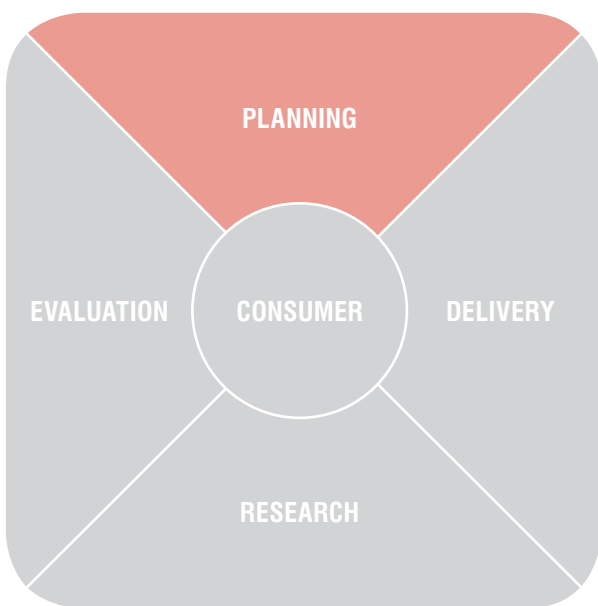 PLANNING
EVALUATION
CONSUMER
DELIVERY
RESEARCH